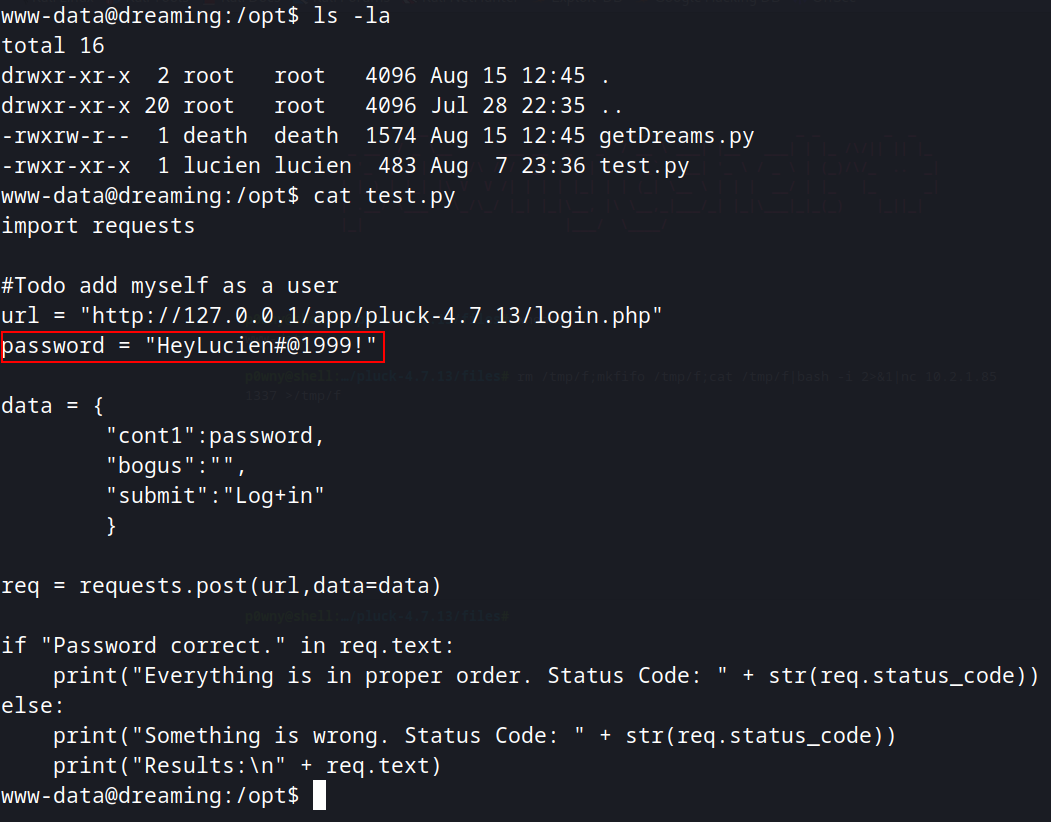 www-data@dreaming:/opt$ ls -la
total 16
drwxr-xr-x  2 root   root   4096 Aug 15 12:45 .
drwxr-xr-x 20 root   root   4096 Jul 28 22:35 ..
-rwxrw-r--  1 death  death  1574 Aug 15 12:45 getDreams.py
-rwxr-xr-x  1 lucien lucien  483 Aug  7 23:36 test.py
www-data@dreaming:/opt$ cat test.py
import requests

#Todo add myself as a user
url = "http://127.0.0.1/app/pluck-4.7.13/login.php"
password = "HeyLucien#@1999!"

data = {
        "cont1":password,
        "bogus":"",
        "submit":"Log+in"
        }

req = requests.post(url,data=data)

if "Password correct." in req.text:
    print("Everything is in proper order. Status Code: " + str(req.status_code))
else:
    print("Something is wrong. Status Code: " + str(req.status_code))
    print("Results:\n" + req.text)
www-data@dreaming:/opt$